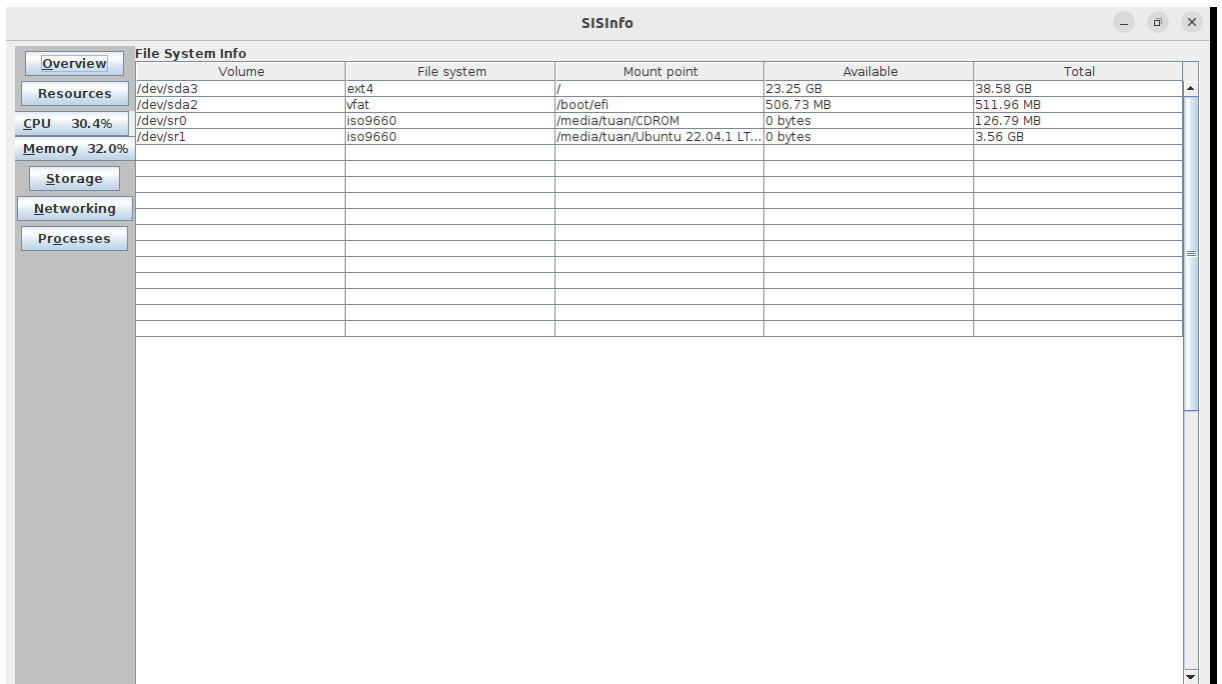 SISInfo
Overview
Resources
CPU 30.4%
Memory 32.0%
Storage
Networking
Processes
File System Info
Volume File system Mount point Available Total
/dev/sda3 ext4 / 23.25 GB 38.58 GB
/dev/sda2 vfat /boot/efi 506.73 MB 511.96 MB
/dev/sr0 iso9660 /media/tuan/CDROM 0 bytes 126.79 MB
/dev/sr1 iso9660 /media/tuan/Ubuntu 22.04.1 LT... 0 bytes 3.56 GB